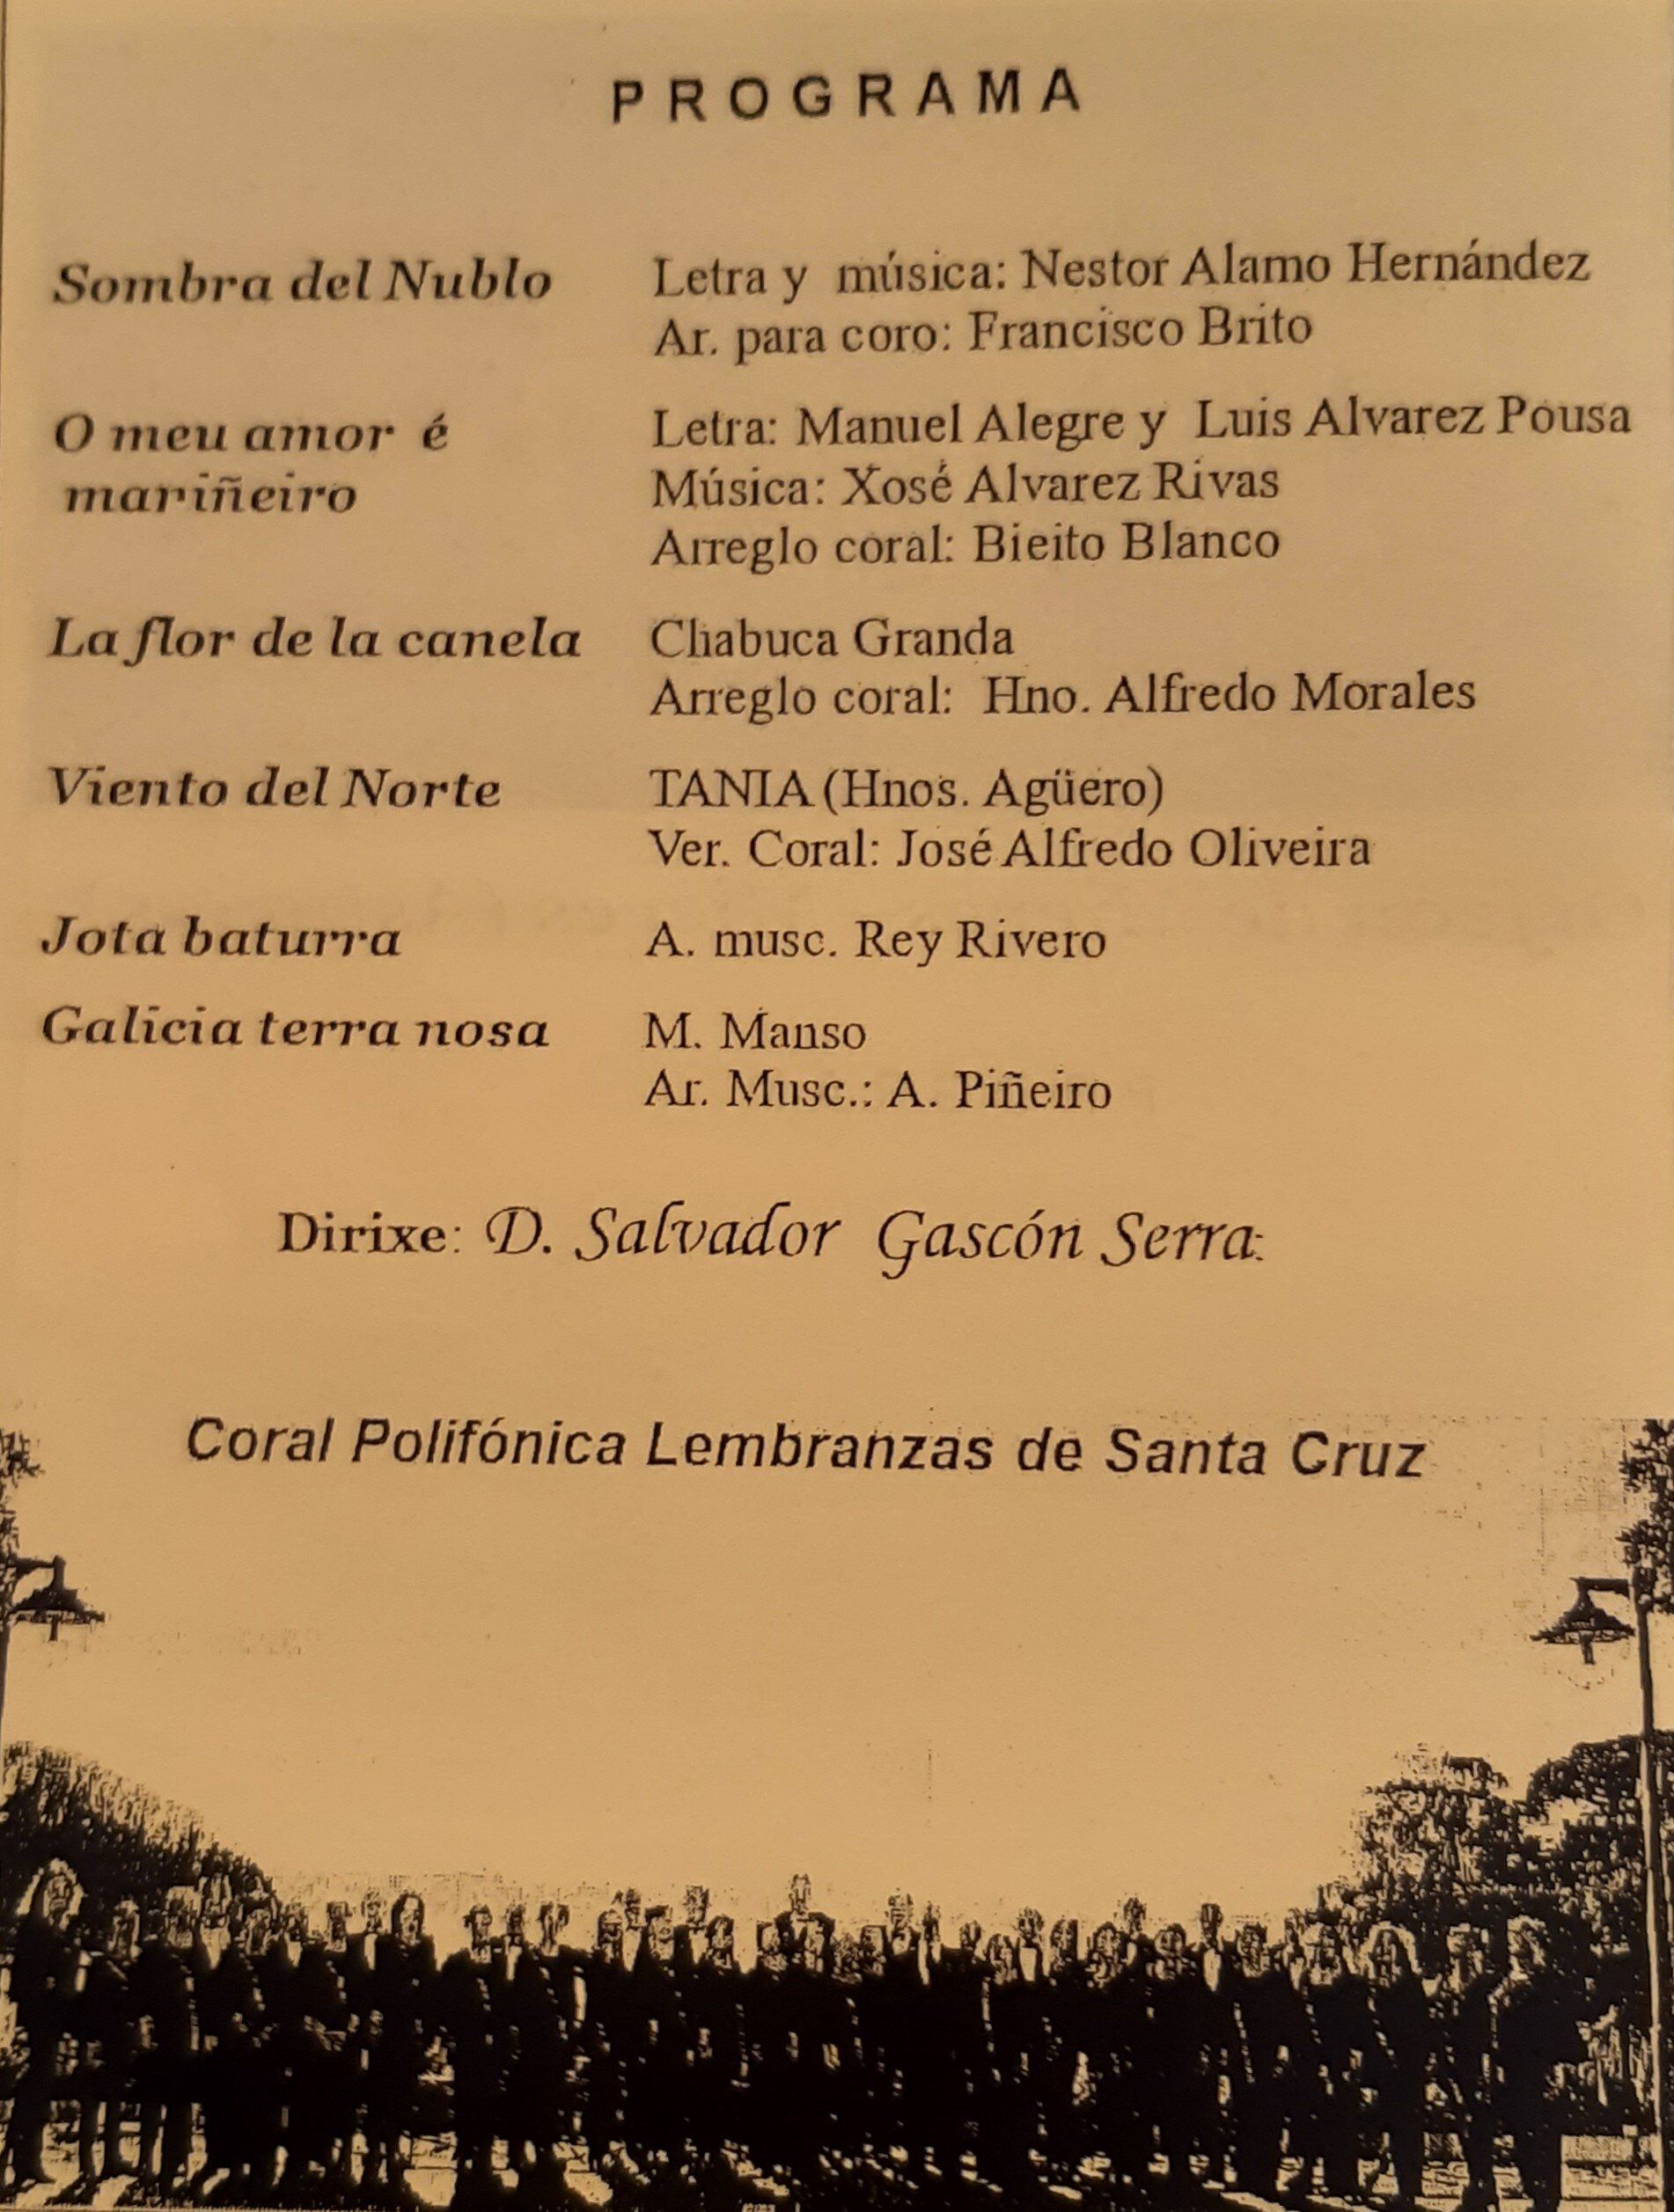 PROGRAMA
Sombra del Nublo
Letra y música: Nestor Alamo Hernández
Ar. para coro: Francisco Brito
O meu amor é
mariñeiro
Letra: Manuel Alegre y Luis Alvarez Pousa
Música: Xosé Alvarez Rivas
Arreglo coral: Bieito Blanco
La flor de la canela
Chabuca Granda
Arreglo coral: Hno. Alfredo Morales
Viento del Norte
TANIA (Hnos. Agüero)
Ver. Coral: José Alfredo Oliveira
Jota baturra
A. musc. Rey Rivero
Galicia terra nosa
M. Manso
Ar. Musc.: A. Piñeiro
Dirixe: D. Salvador Gascón Serra.
Coral Polifónica Lembranzas de Santa Cruz